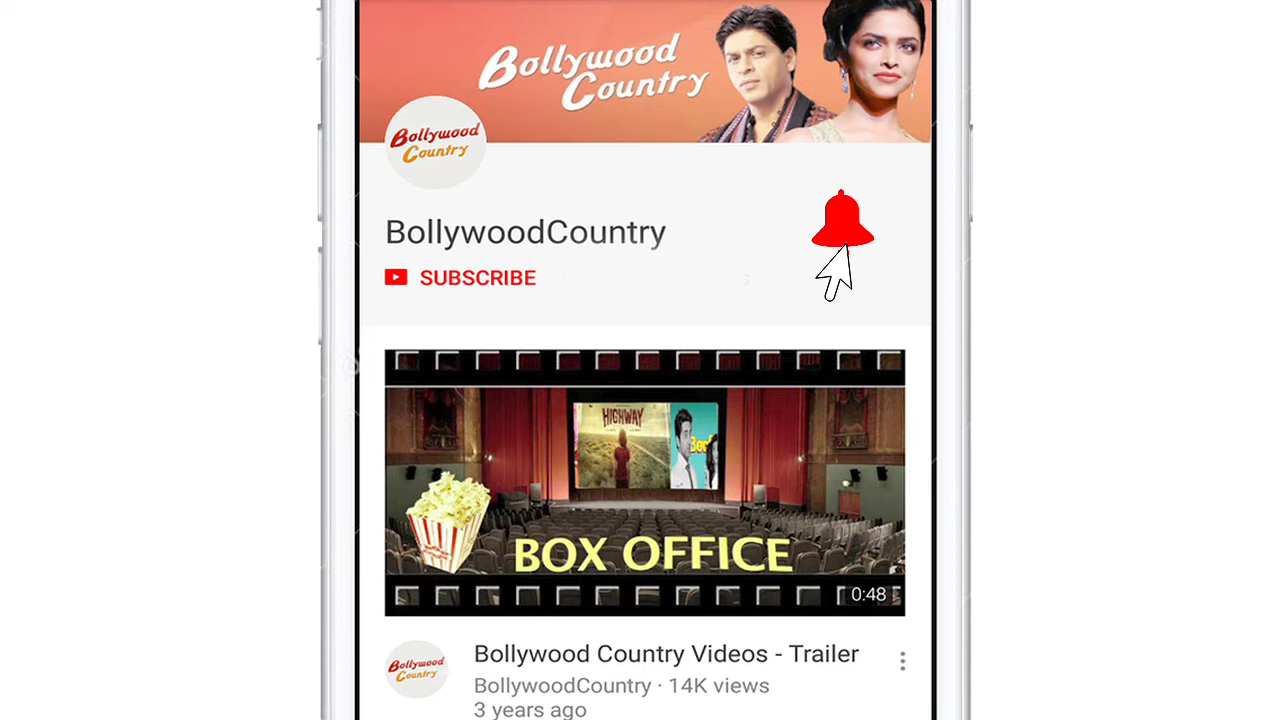 Bollywood
Country
Bollywood
Country
BollywoodCountry
SUBSCRIBE
HIGHWAY
BOX OFFICE
0:48
Bollywood
Country
Bollywood Country Videos - Trailer
BollywoodCountry · 14K views
3 years ago